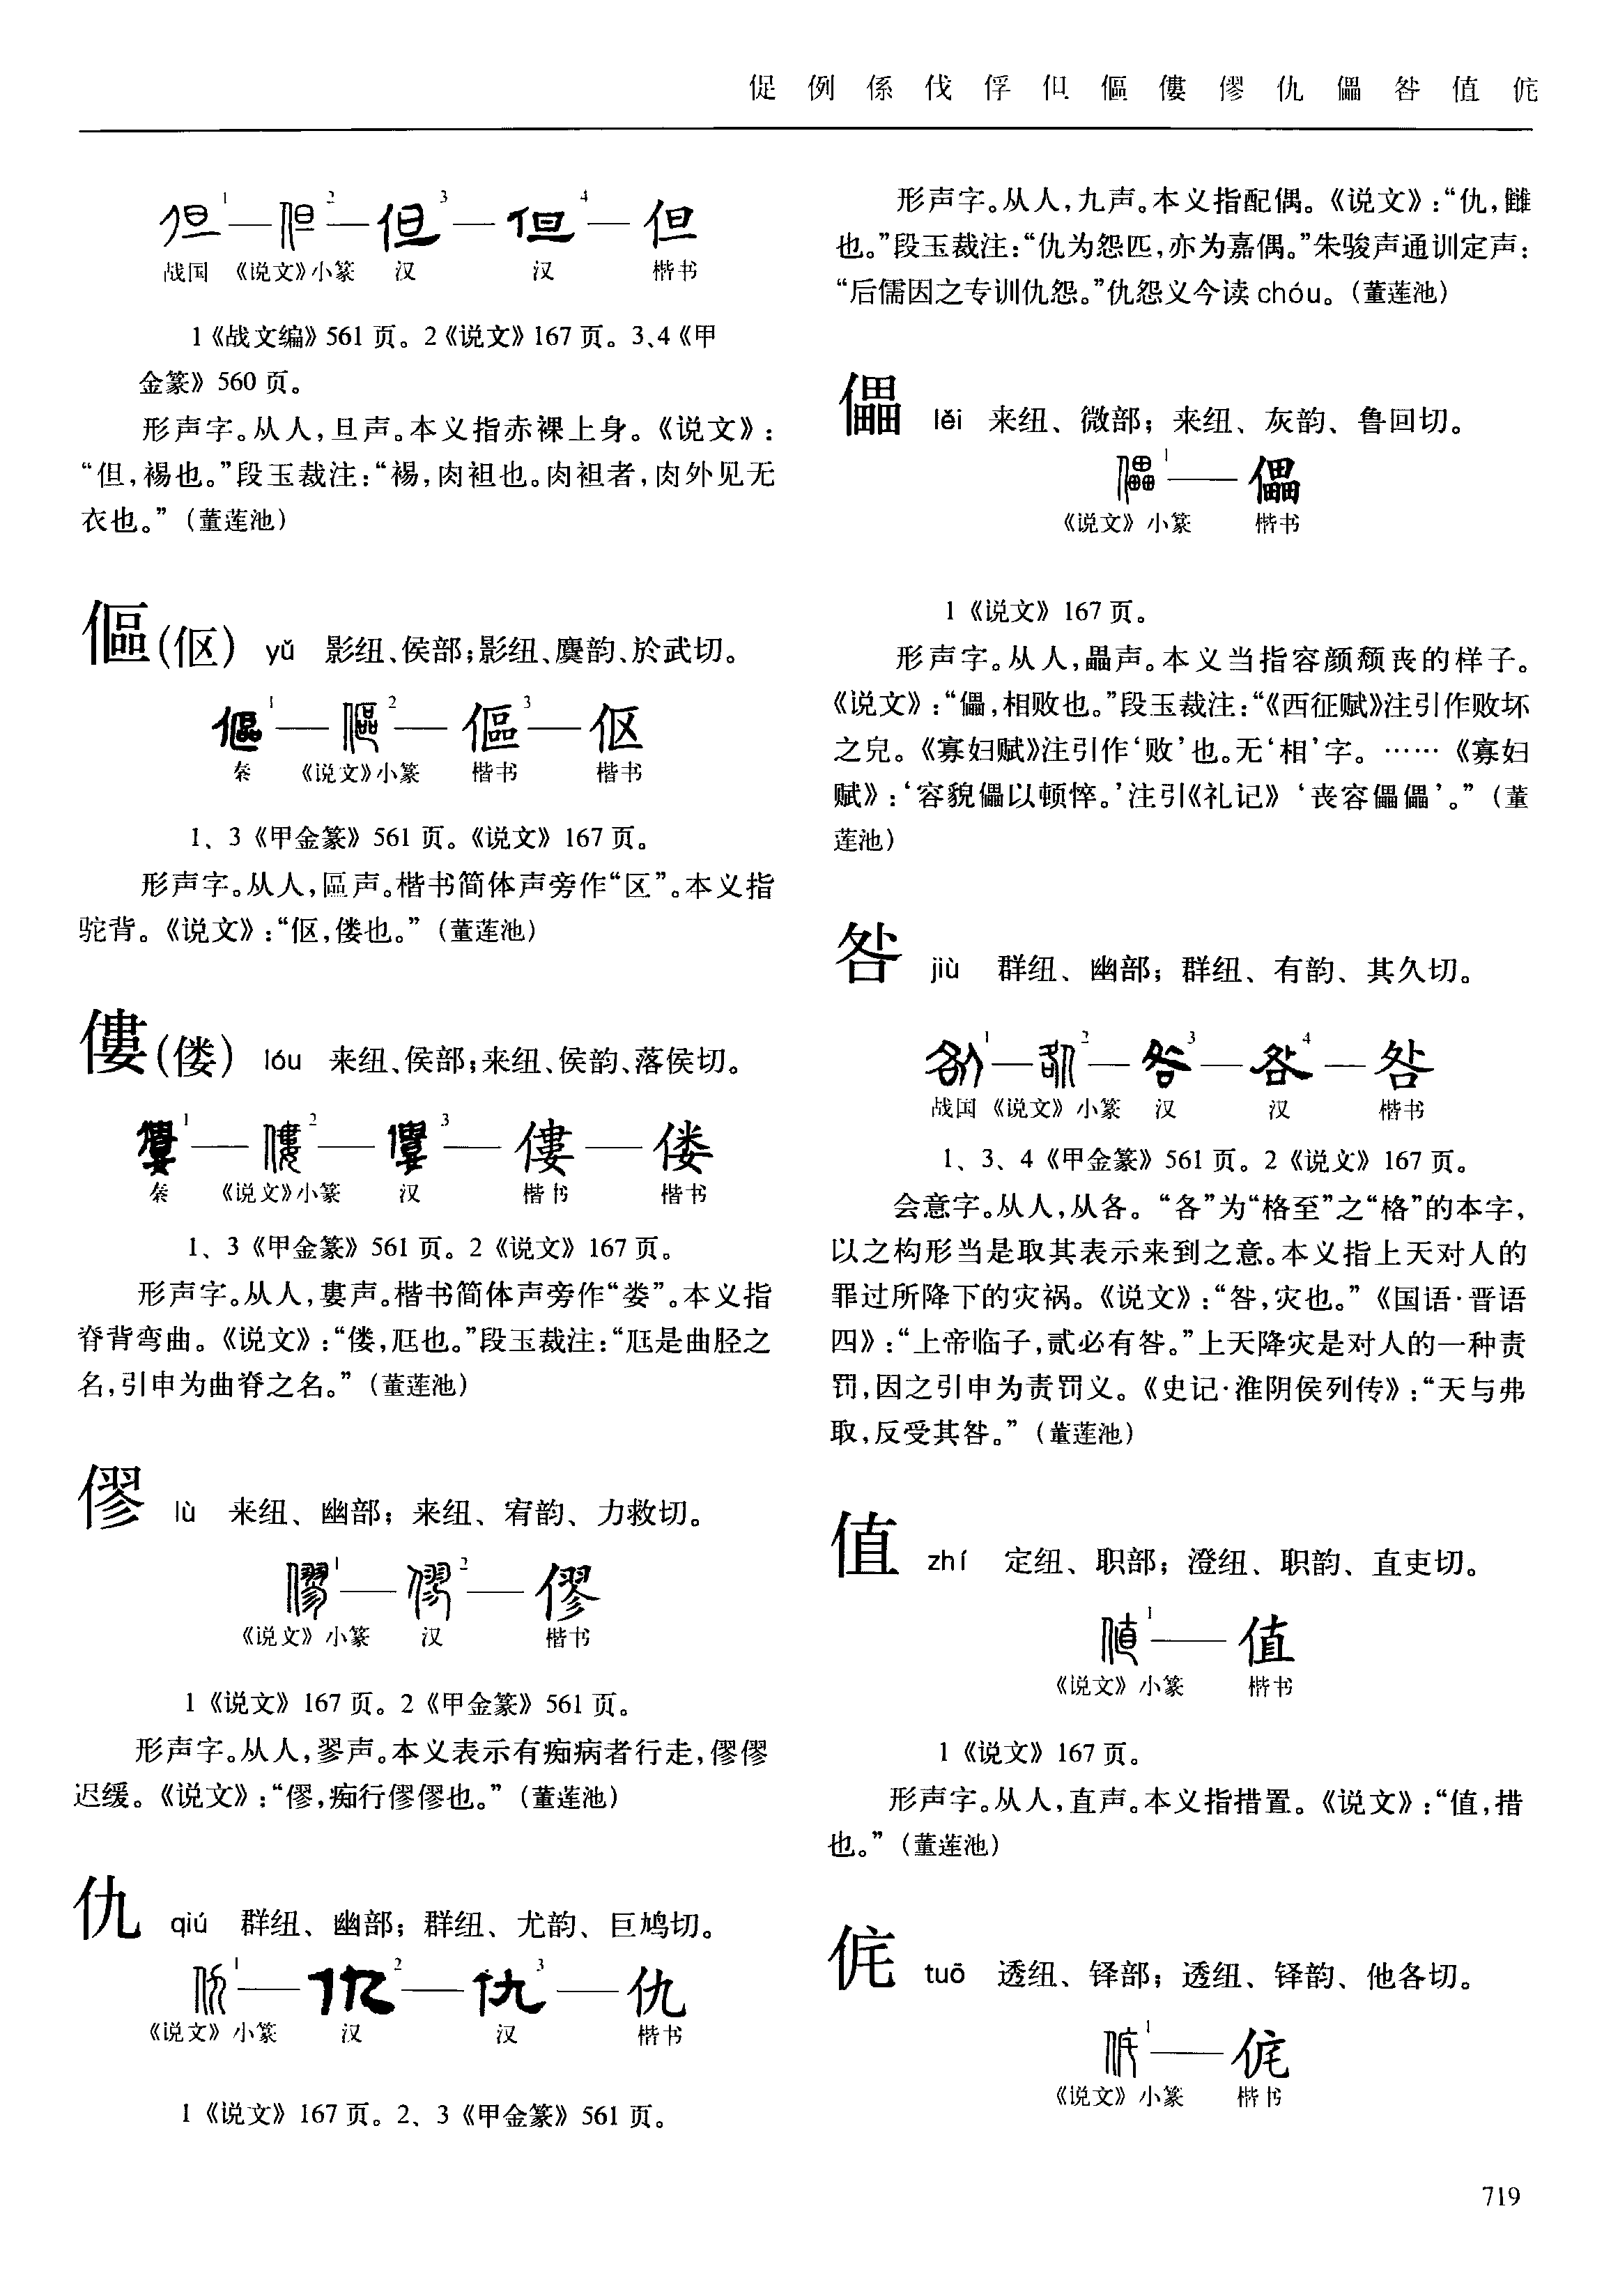 促 例 係 伐 俘 但 傴 僂 僇 仇 儡 咎 值 侂
但1—但2—但3—但4—但
战国 《说文》小篆 汉 汉 楷书
1《战文编》561 页。2《说文》167 页。3、4《甲
金篆》560 页。
形声字。从人,旦声。本义指赤裸上身。《说文》:
“但,裼也。”段玉裁注:“裼,肉袒也。肉袒者,肉外见无
衣也。”(董莲池)
傴(伛) yǔ 影纽、侯部;影纽、麌韵、於武切。
傴1—傴2—傴3—伛
秦 《说文》小篆 楷书 楷书
1、3《甲金篆》561 页。《说文》167 页。
形声字。从人,區声。楷书简体声旁作“区”。本义指
驼背。《说文》:“伛,偻也。”(董莲池)
僂(偻) lóu 来纽、侯部;来纽、侯韵、落侯切。
僂1—僂2—僂3—僂—偻
秦 《说文》小篆 汉 楷书 楷书
1、3《甲金篆》561 页。2《说文》167 页。
形声字。从人,婁声。楷书简体声旁作“娄”。本义指
脊背弯曲。《说文》:“偻,尪也。”段玉裁注:“尪是曲胫之
名,引申为曲脊之名。”(董莲池)
僇 lù 来纽、幽部;来纽、宥韵、力救切。
僇1—僇2—僇
《说文》小篆 汉 楷书
1《说文》167 页。2《甲金篆》561 页。
形声字。从人,翏声。本义表示有痴病者行走,僇僇
迟缓。《说文》:“僇,痴行僇僇也。”(董莲池)
仇 qiú 群纽、幽部;群纽、尤韵、巨鸠切。
仇1—仇2—仇3—仇
《说文》小篆 汉 汉 楷书
1《说文》167 页。2、3《甲金篆》561 页。
形声字。从人,九声。本义指配偶。《说文》:“仇,雠
也。”段玉裁注:“仇为怨匹,亦为嘉偶。”朱骏声通训定声:
“后儒因之专训仇怨。”仇怨义今读 chóu。(董莲池)
儡 lěi 来纽、微部;来纽、灰韵、鲁回切。
儡1—儡
《说文》小篆 楷书
1《说文》167 页。
形声字。从人,畾声。本义当指容颜颓丧的样子。
《说文》:“儡,相败也。”段玉裁注:“《西征赋》注引作败坏
之皃。《寡妇赋》注引作‘败’也。无‘相’字。……《寡妇
赋》:‘容貌儡以顿悴。’注引《礼记》‘丧容儡儡’。”(董
莲池)
咎 jiù 群纽、幽部;群纽、有韵、其久切。
咎1—咎2—咎3—咎4—咎
战国 《说文》小篆 汉 汉 楷书
1、3、4《甲金篆》561 页。2《说文》167 页。
会意字。从人,从各。“各”为“格至”之“格”的本字,
以之构形当是取其表示来到之意。本义指上天对人的
罪过所降下的灾祸。《说文》:“咎,灾也。”《国语·晋语
四》:“上帝临子,贰必有咎。”上天降灾是对人的一种责
罚,因之引申为责罚义。《史记·淮阴侯列传》:“天与弗
取,反受其咎。”(董莲池)
值 zhí 定纽、职部;澄纽、职韵、直吏切。
值1—值
《说文》小篆 楷书
1《说文》167 页。
形声字。从人,直声。本义指措置。《说文》:“值,措
也。”(董莲池)
侂 tuō 透纽、铎部;透纽、铎韵、他各切。
侂1—侂
《说文》小篆 楷书
719